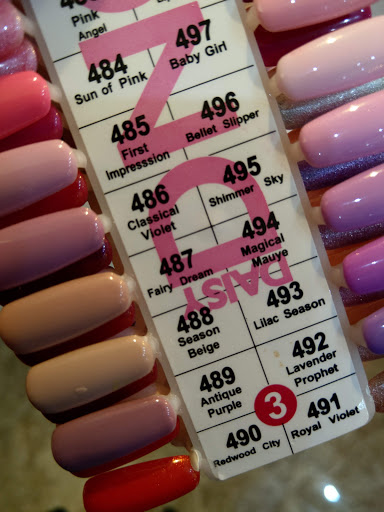 Pink
Angel
484
Sun of Pink
497
Baby Girl
485
First
Impresssion
496
Bellet Slipper
486
Classical
Violet
495
Shimmer Sky
487
Fairy Dream
494
Magical
Mauve
488
Season
Beige
493
Lilac Season
489
Antique
Purple
492
Lavender
Prophet
490
Redwood City
491
Royal Violet
3
DND
DAISY